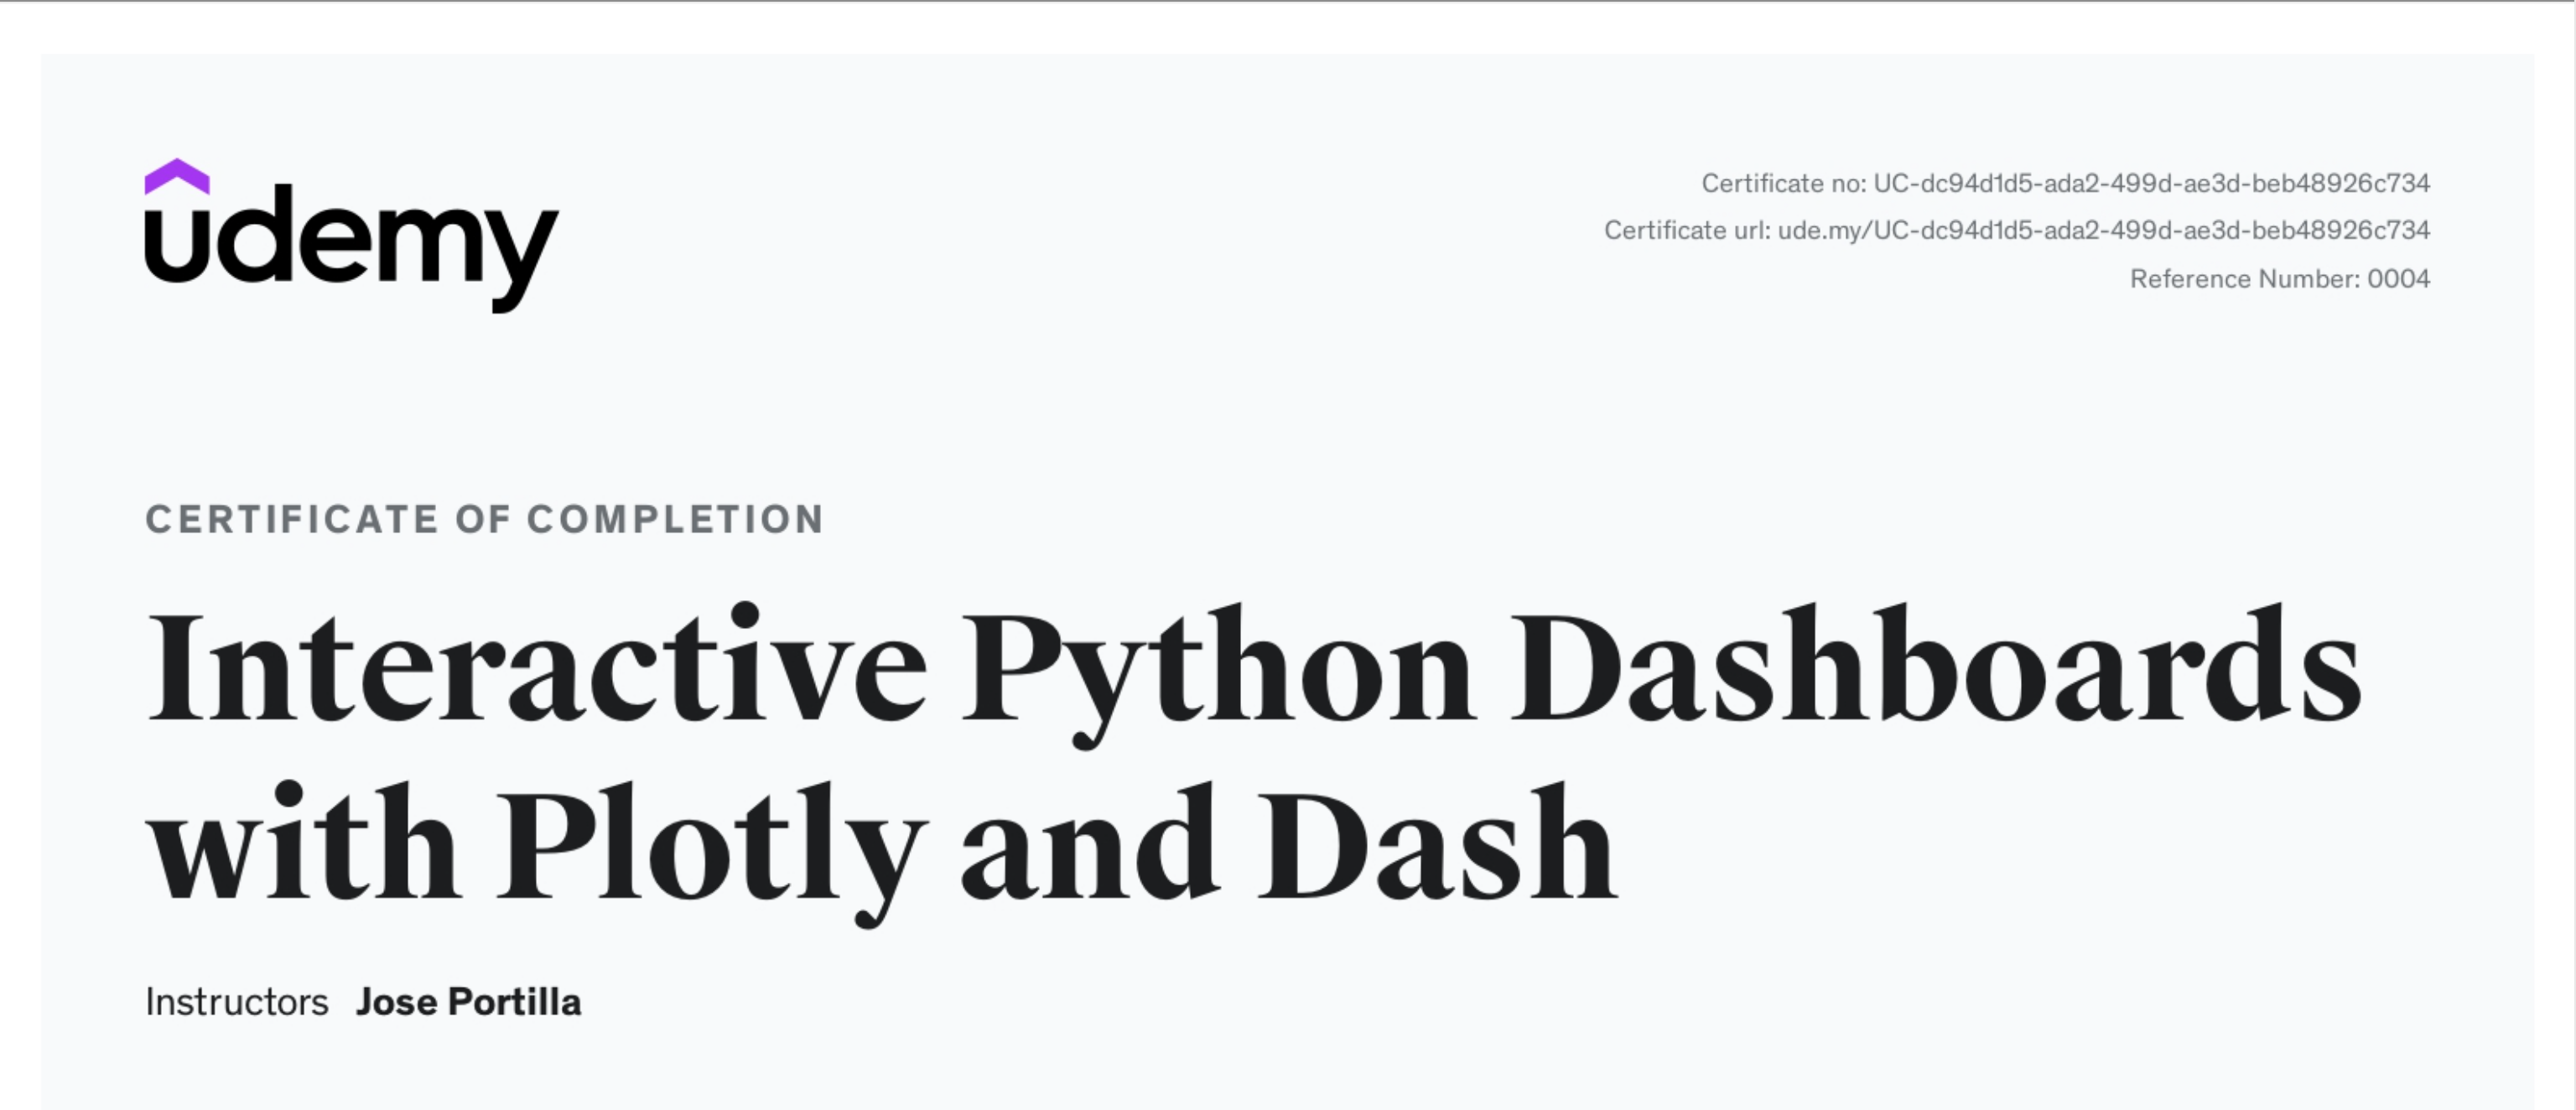 udemy
Certificate no: UC-dc94d1d5-ada2-499d-ae3d-beb48926c734
Certificate url: ude.my/UC-dc94d1d5-ada2-499d-ae3d-beb48926c734
Reference Number: 0004
CERTIFICATE OF COMPLETION
Interactive Python Dashboards
with Plotly and Dash
Instructors Jose Portilla